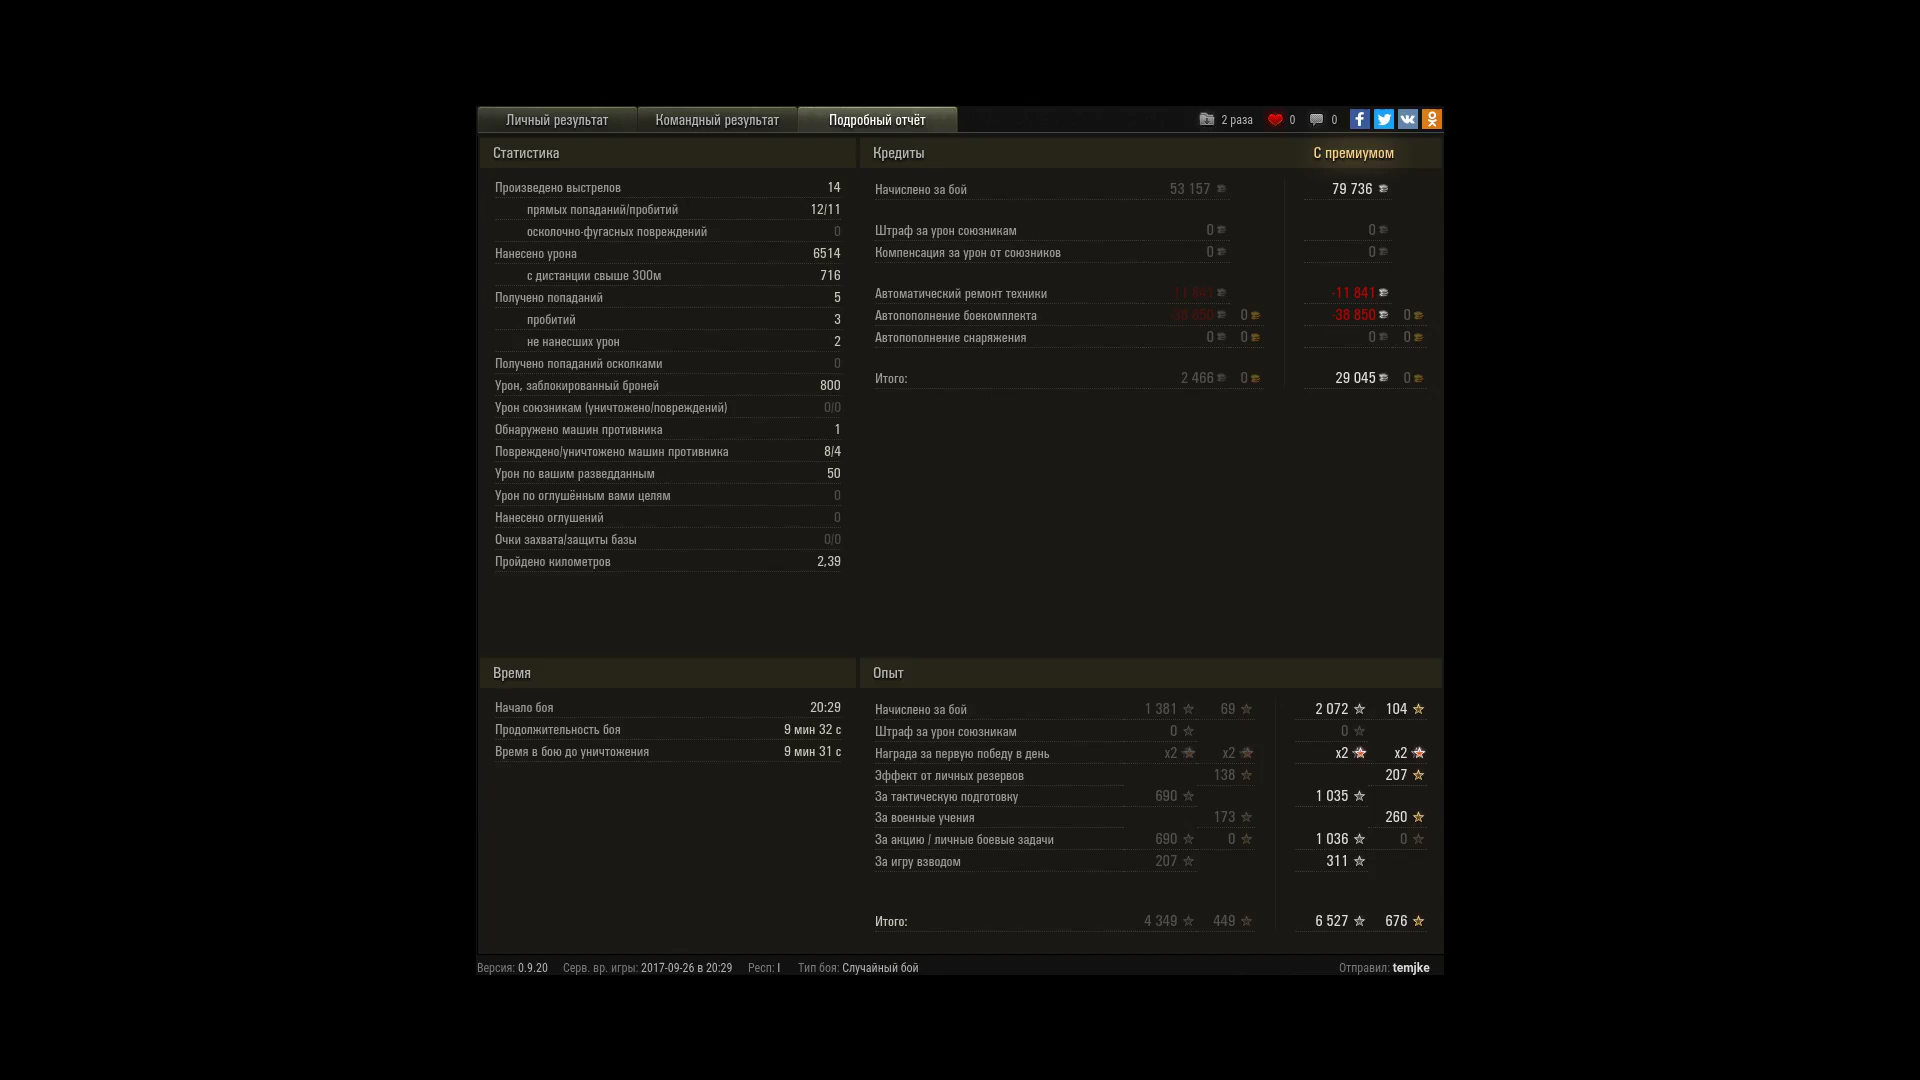 Личный результат Командный результат Подробный отчёт 2 раза 0 0
Статистика
Произведено выстрелов 14
прямых попаданий/пробитий 12/11
осколочно-фугасных повреждений 0
Нанесено урона 6514
с дистанции свыше 300м 716
Получено попаданий 5
пробитий 3
не нанесших урон 2
Получено попаданий осколками 0
Урон, заблокированный броней 800
Урон союзникам (уничтожено/повреждений) 0/0
Обнаружено машин противника 1
Повреждено/уничтожено машин противника 8/4
Урон по вашим разведданным 50
Урон по оглушённым вами целям 0
Нанесено оглушений 0
Очки захвата/защиты базы 0/0
Пройдено километров 2,39
Кредиты С премиумом
Начислено за бой 53 157 79 736
Штраф за урон союзникам 0 0
Компенсация за урон от союзников 0 0
Автоматический ремонт техники -11 841 -11 841
Автопополнение боекомплекта -38 850 0 -38 850 0
Автопополнение снаряжения 0 0 0 0
Итого: 2 466 0 29 045 0
Время
Начало боя 20:29
Продолжительность боя 9 мин 32 с
Время в бою до уничтожения 9 мин 31 с
Опыт
Начислено за бой 1 381 69 2 072 104
Штраф за урон союзникам 0 0
Награда за первую победу в день x2 x2 x2 x2
Эффект от личных резервов 138 207
За тактическую подготовку 690 1 035
За военные учения 173 260
За акцию / личные боевые задачи 690 0 1 036 0
За игру взводом 207 311
Итого: 4 349 449 6 527 676
Версия: 0.9.20 Серв. вр. игры: 2017-09-26 в 20:29 Респ: I Тип боя: Случайный бой Отправил: temjke